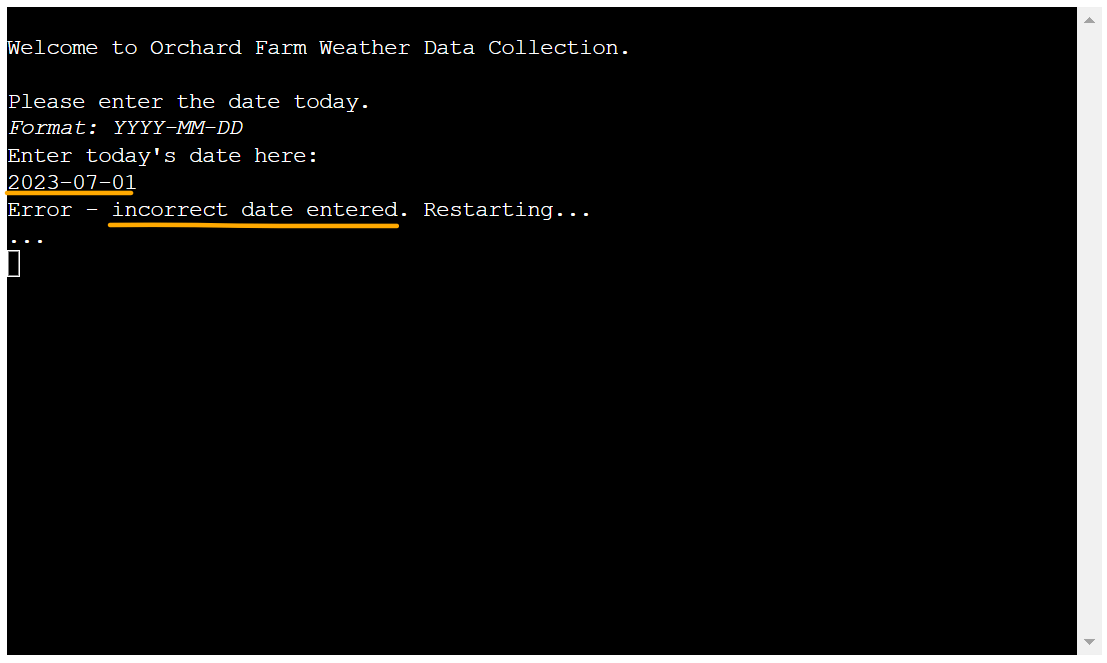 Welcome to Orchard Farm Weather Data Collection.
Please enter the date today.
Format: YYYY-MM-DD
Enter today's date here:
2023-07-01
Error - incorrect date entered. Restarting...
...